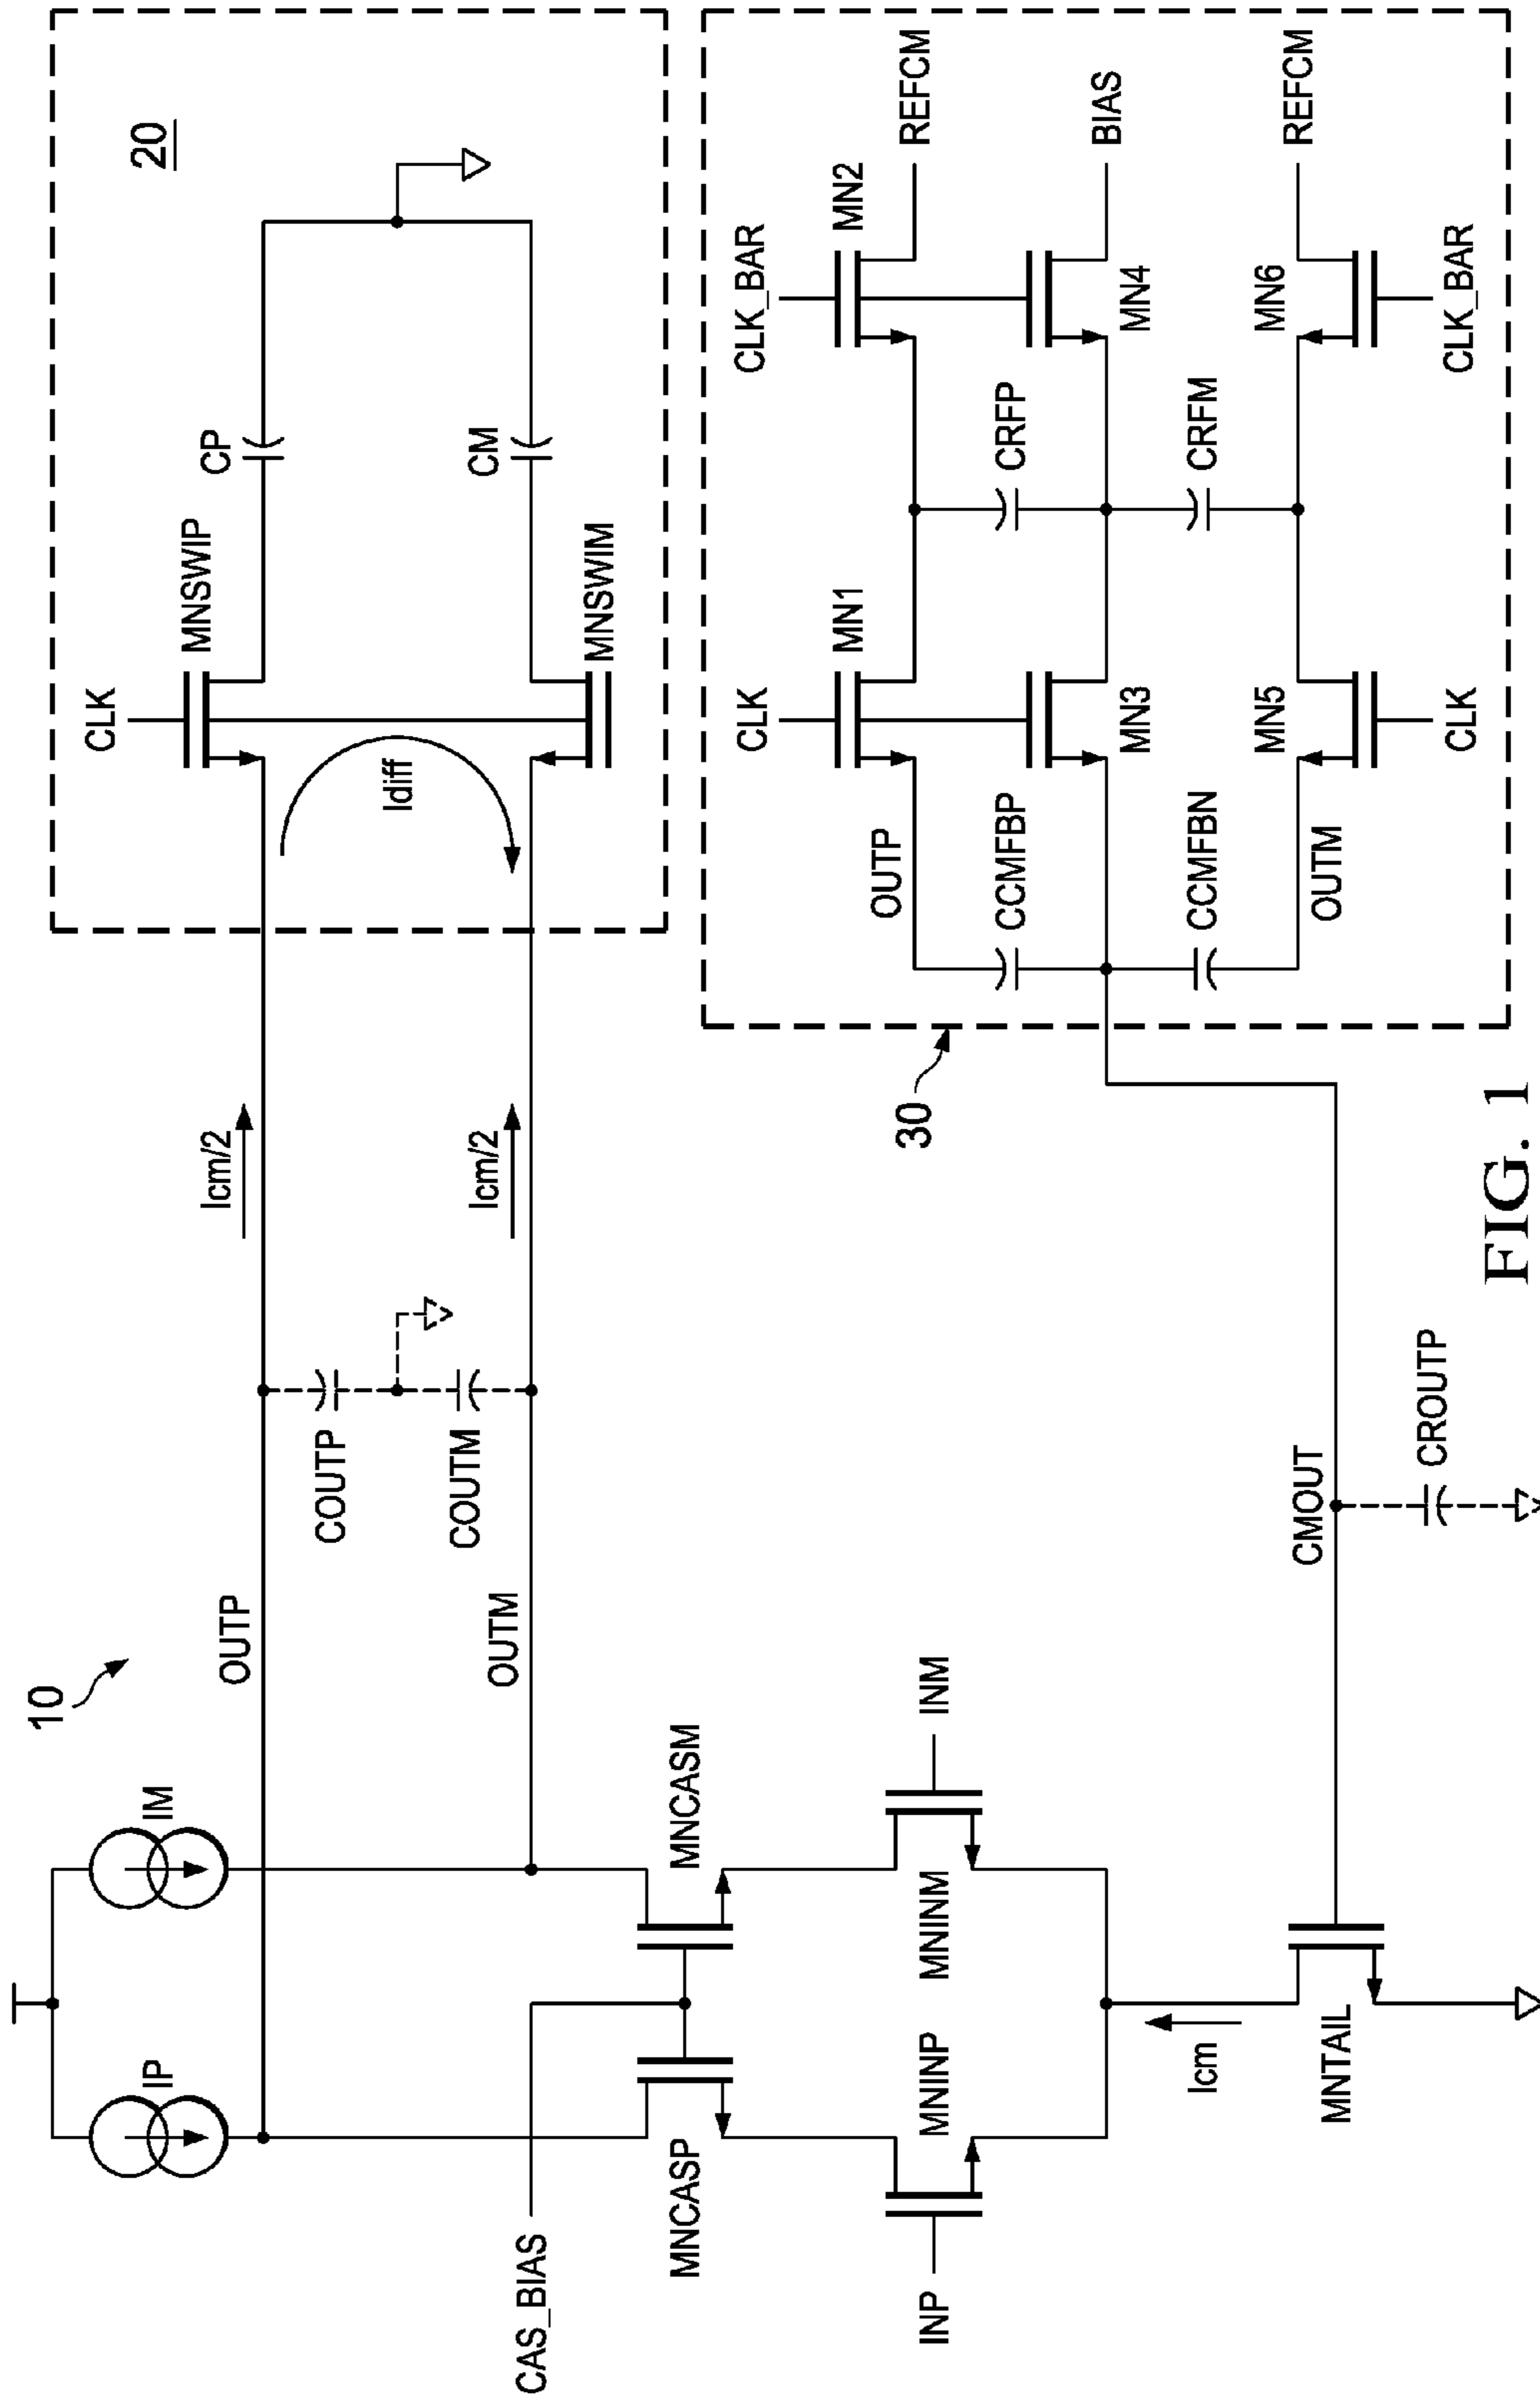 10
IP
IM
OUTP
OUTM
COUTP
COUTM
Icm/2
Icm/2
CAS_BIAS
MNCASP
MNCASM
INP
MNINP
MNINM
INM
Icm
MNTAIL
CMOUT
CROUTP
20
CLK
MNSWIP
CP
Idiff
MNSWIM
CM
30
CLK
MN1
CLK_BAR
MN2
REFCM
OUTP
CCMFBP
CRFP
MN3
MN4
BIAS
CCMFBN
CRFM
OUTM
MN5
MN6
REFCM
CLK
CLK_BAR
FIG. 1